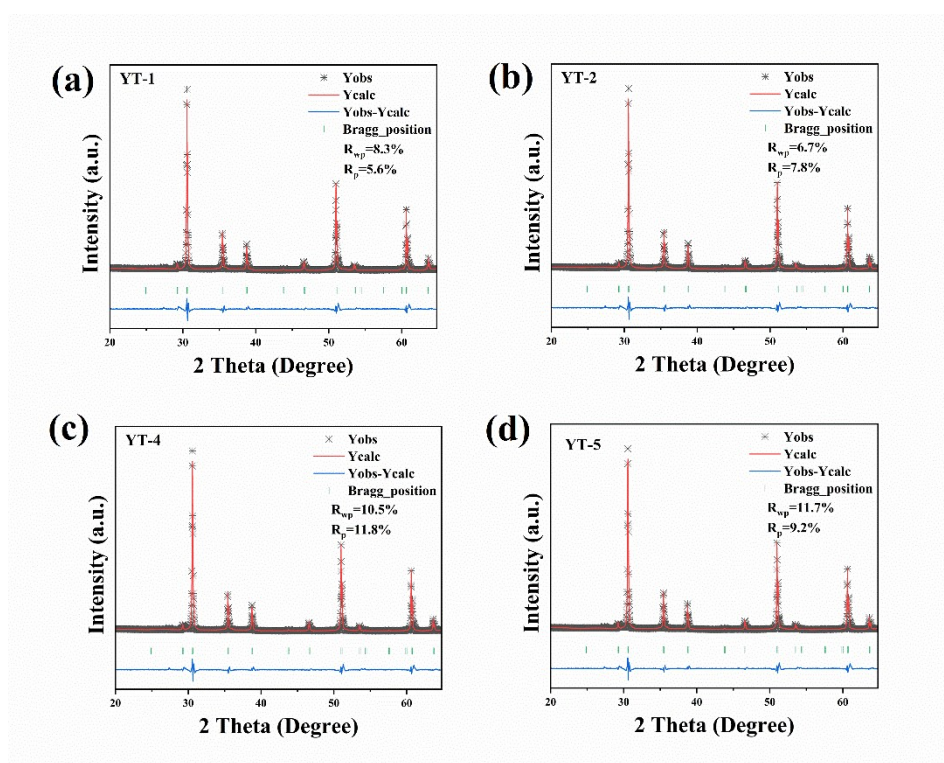 (a)
YT-1
Yobs
Ycalc
Yobs-Ycalc
Bragg_position
Rwp=8.3%
Rp=5.6%
Intensity (a.u.)
20 30 40 50 60
2 Theta (Degree)
(b)
YT-2
Yobs
Ycalc
Yobs-Ycalc
Bragg_position
Rwp=6.7%
Rp=7.8%
Intensity (a.u.)
20 30 40 50 60
2 Theta (Degree)
(c)
YT-4
Yobs
Ycalc
Yobs-Ycalc
Bragg_position
Rwp=10.5%
Rp=11.8%
Intensity (a.u.)
20 30 40 50 60
2 Theta (Degree)
(d)
YT-5
Yobs
Ycalc
Yobs-Ycalc
Bragg_position
Rwp=11.7%
Rp=9.2%
Intensity (a.u.)
20 30 40 50 60
2 Theta (Degree)